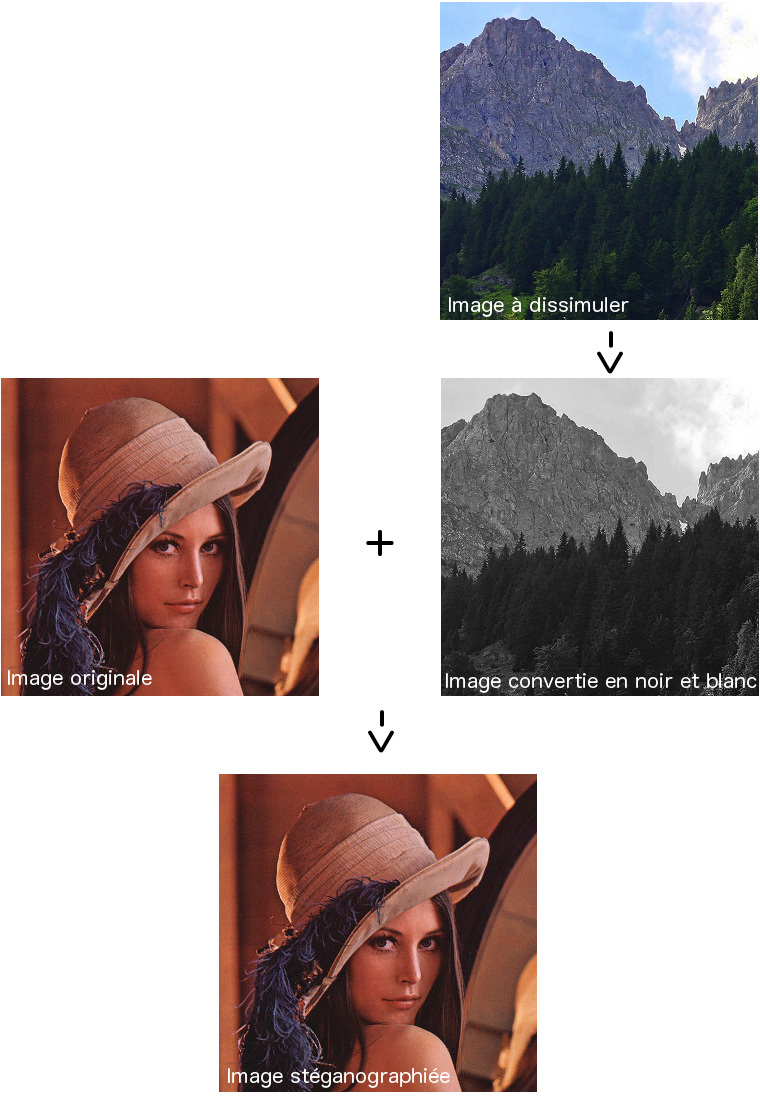 Image à dissimuler
Image originale
+
Image convertie en noir et blanc
Image stéganographiée